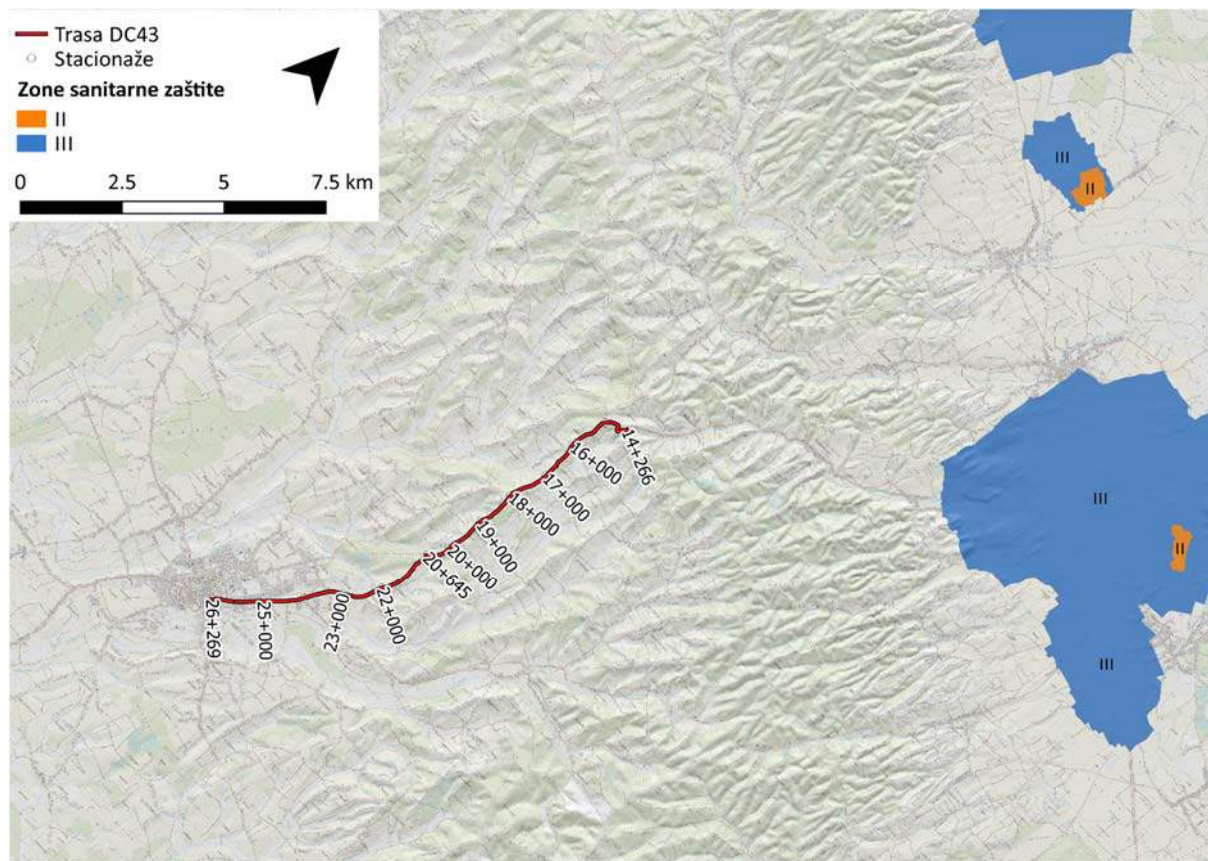 Trasa DC43
Stacionaže
Zone sanitarne zaštite
II
III
0 2.5 5 7.5 km
III
II
14+266
16+000
17+000
18+000
19+000
20+000
20+645
22+000
23+000
25+000
26+269
III
II
III